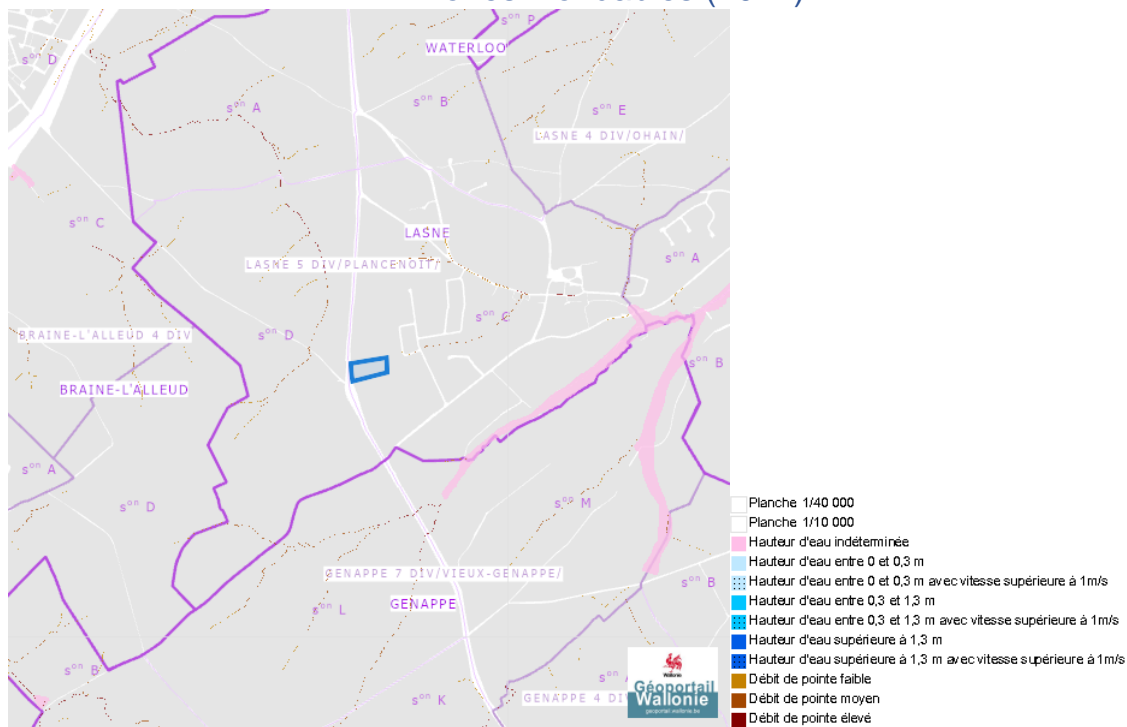 sᵒⁿ P
WATERLOO
sᵒⁿ D
sᵒⁿ A
sᵒⁿ B
sᵒⁿ E
LASNE 4 DIV/OHAIN/
sᵒⁿ C
LASNE
sᵒⁿ A
LASNE 5 DIV/PLANCENOIT/
sᵒⁿ C
BRAINE-L'ALLEUD 4 DIV
sᵒⁿ D
sᵒⁿ B
BRAINE-L'ALLEUD
sᵒⁿ A
sᵒⁿ D
sᵒⁿ M
GENAPPE 7 DIV/VIEUX-GENAPPE/
sᵒⁿ B
sᵒⁿ L
GENAPPE
sᵒⁿ B
sᵒⁿ K
GENAPPE 4 DIV
Wallonie
Géoportail
Wallonie
geoportail.wallonie.be
Planche 1/40 000
Planche 1/10 000
Hauteur d'eau indéterminée
Hauteur d'eau entre 0 et 0,3 m
Hauteur d'eau entre 0 et 0,3 m avec vitesse supérieure à 1m/s
Hauteur d'eau entre 0,3 et 1,3 m
Hauteur d'eau entre 0,3 et 1,3 m avec vitesse supérieure à 1m/s
Hauteur d'eau supérieure à 1,3 m
Hauteur d'eau supérieure à 1,3 m avec vitesse supérieure à 1m/s
Débit de pointe faible
Débit de pointe moyen
Débit de pointe élevé